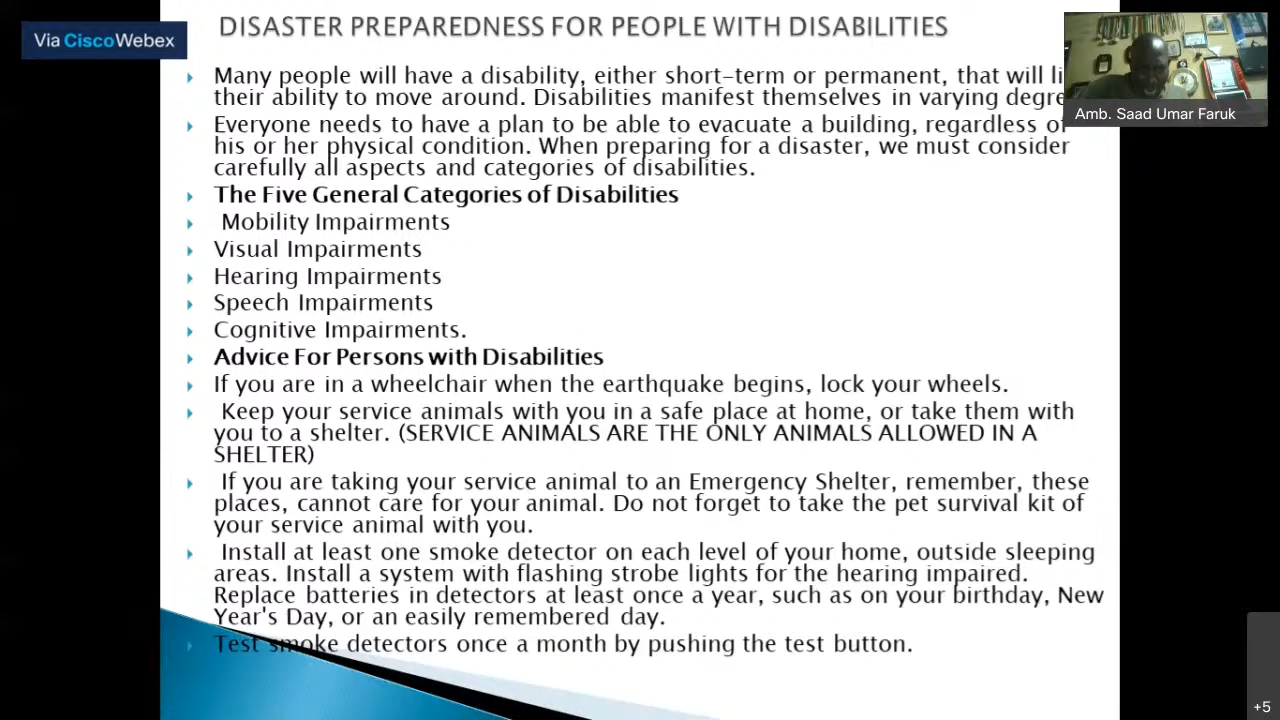 Via CiscoWebex
DISASTER PREPAREDNESS FOR PEOPLE WITH DISABILITIES
Amb. Saad Umar Faruk
Many people will have a disability, either short-term or permanent, that will li
their ability to move around. Disabilities manifest themselves in varying degre
Everyone needs to have a plan to be able to evacuate a building, regardless of
his or her physical condition. When preparing for a disaster, we must consider
carefully all aspects and categories of disabilities.
The Five General Categories of Disabilities
Mobility Impairments
Visual Impairments
Hearing Impairments
Speech Impairments
Cognitive Impairments.
Advice For Persons with Disabilities
If you are in a wheelchair when the earthquake begins, lock your wheels.
Keep your service animals with you in a safe place at home, or take them with
you to a shelter. (SERVICE ANIMALS ARE THE ONLY ANIMALS ALLOWED IN A
SHELTER)
If you are taking your service animal to an Emergency Shelter, remember, these
places, cannot care for your animal. Do not forget to take the pet survival kit of
your service animal with you.
Install at least one smoke detector on each level of your home, outside sleeping
areas. Install a system with flashing strobe lights for the hearing impaired.
Replace batteries in detectors at least once a year, such as on your birthday, New
Year's Day, or an easily remembered day.
Test smoke detectors once a month by pushing the test button.
+5